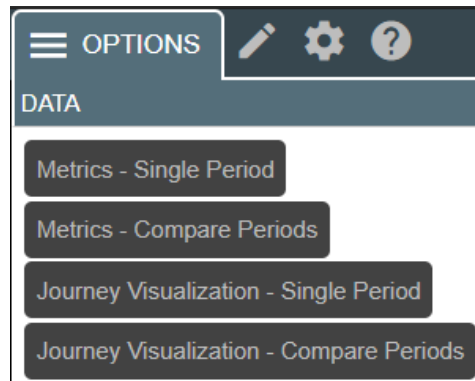 OPTIONS
DATA
Metrics - Single Period
Metrics - Compare Periods
Journey Visualization - Single Period
Journey Visualization - Compare Periods